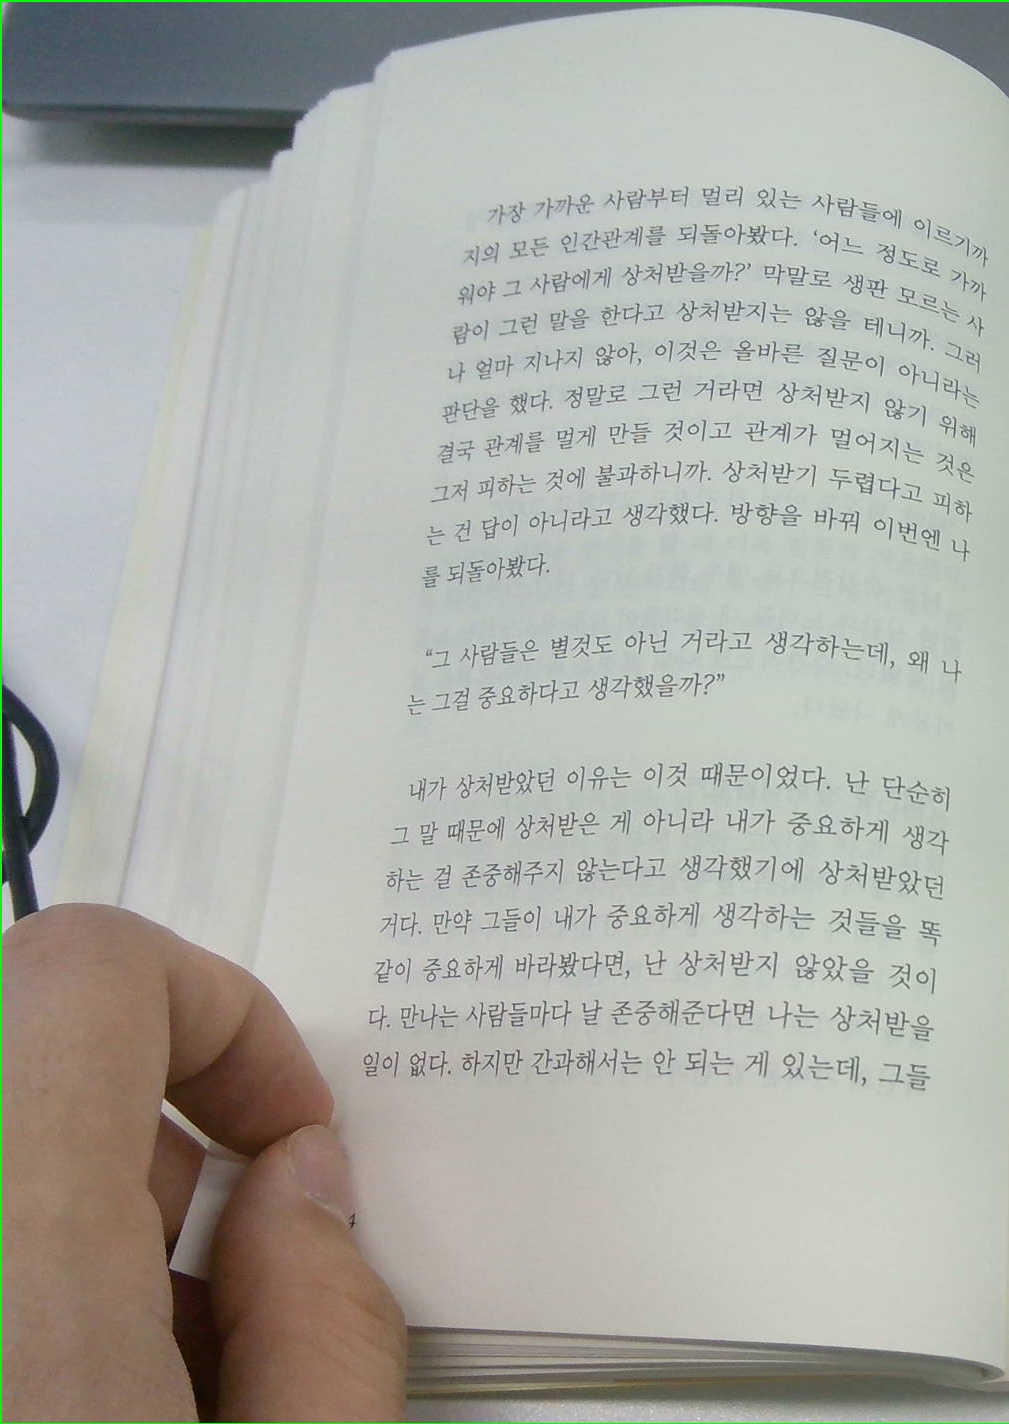 가장 가까운 사람부터 멀리 있는 사람들에 이르기까
지의 모든 인간관계를 되돌아봤다. ‘어느 정도로 가까
워야 그 사람에게 상처받을까?’ 막말로 생판 모르는 사
람이 그런 말을 한다고 상처받지는 않을 테니까. 그러
나 얼마 지나지 않아, 이것은 올바른 질문이 아니라는
판단을 했다. 정말로 그런 거라면 상처받지 않기 위해
결국 관계를 멀게 만들 것이고 관계가 멀어지는 것은
그저 피하는 것에 불과하니까. 상처받기 두렵다고 피하
는 건 답이 아니라고 생각했다. 방향을 바꿔 이번엔 나
를 되돌아봤다.
“그 사람들은 별것도 아닌 거라고 생각하는데, 왜 나
는 그걸 중요하다고 생각했을까?”
내가 상처받았던 이유는 이것 때문이었다. 난 단순히
그 말 때문에 상처받은 게 아니라 내가 중요하게 생각
하는 걸 존중해주지 않는다고 생각했기에 상처받았던
거다. 만약 그들이 내가 중요하게 생각하는 것들을 똑
같이 중요하게 바라봤다면, 난 상처받지 않았을 것이
다. 만나는 사람들마다 날 존중해준다면 나는 상처받을
일이 없다. 하지만 간과해서는 안 되는 게 있는데, 그들